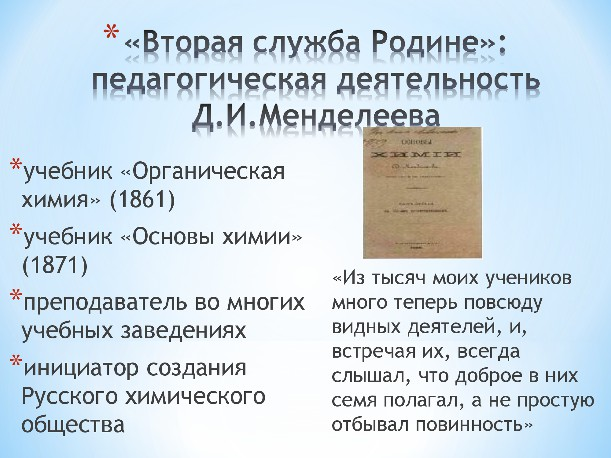 * «Вторая служба Родине»:
педагогическая деятельность
Д.И.Менделеева
* учебник «Органическая
химия» (1861)
* учебник «Основы химии»
(1871)
* преподаватель во многих
учебных заведениях
* инициатор создания
Русского химического
общества
ОСНОВЫ
ХИМІИ
«Из тысяч моих учеников
много теперь повсюду
видных деятелей, и,
встречая их, всегда
слышал, что доброе в них
семя полагал, а не простую
отбывал повинность»